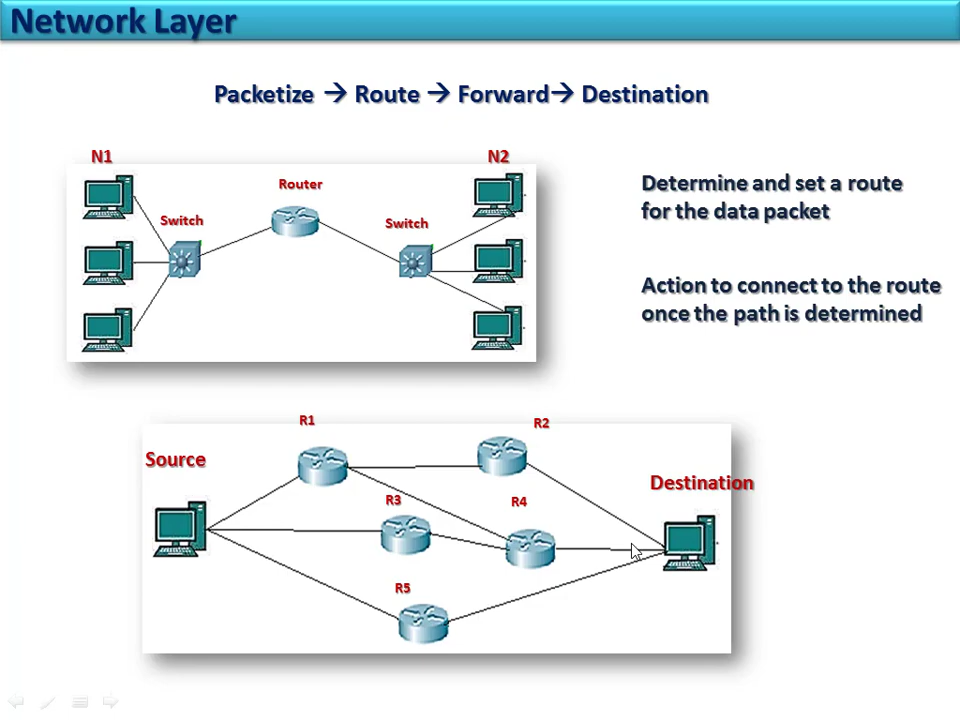 Network Layer
Packetize → Route → Forward→ Destination
N1
N2
Router
Switch
Switch
Determine and set a route
for the data packet
Action to connect to the route
once the path is determined
R1
R2
Source
Destination
R3
R4
R5